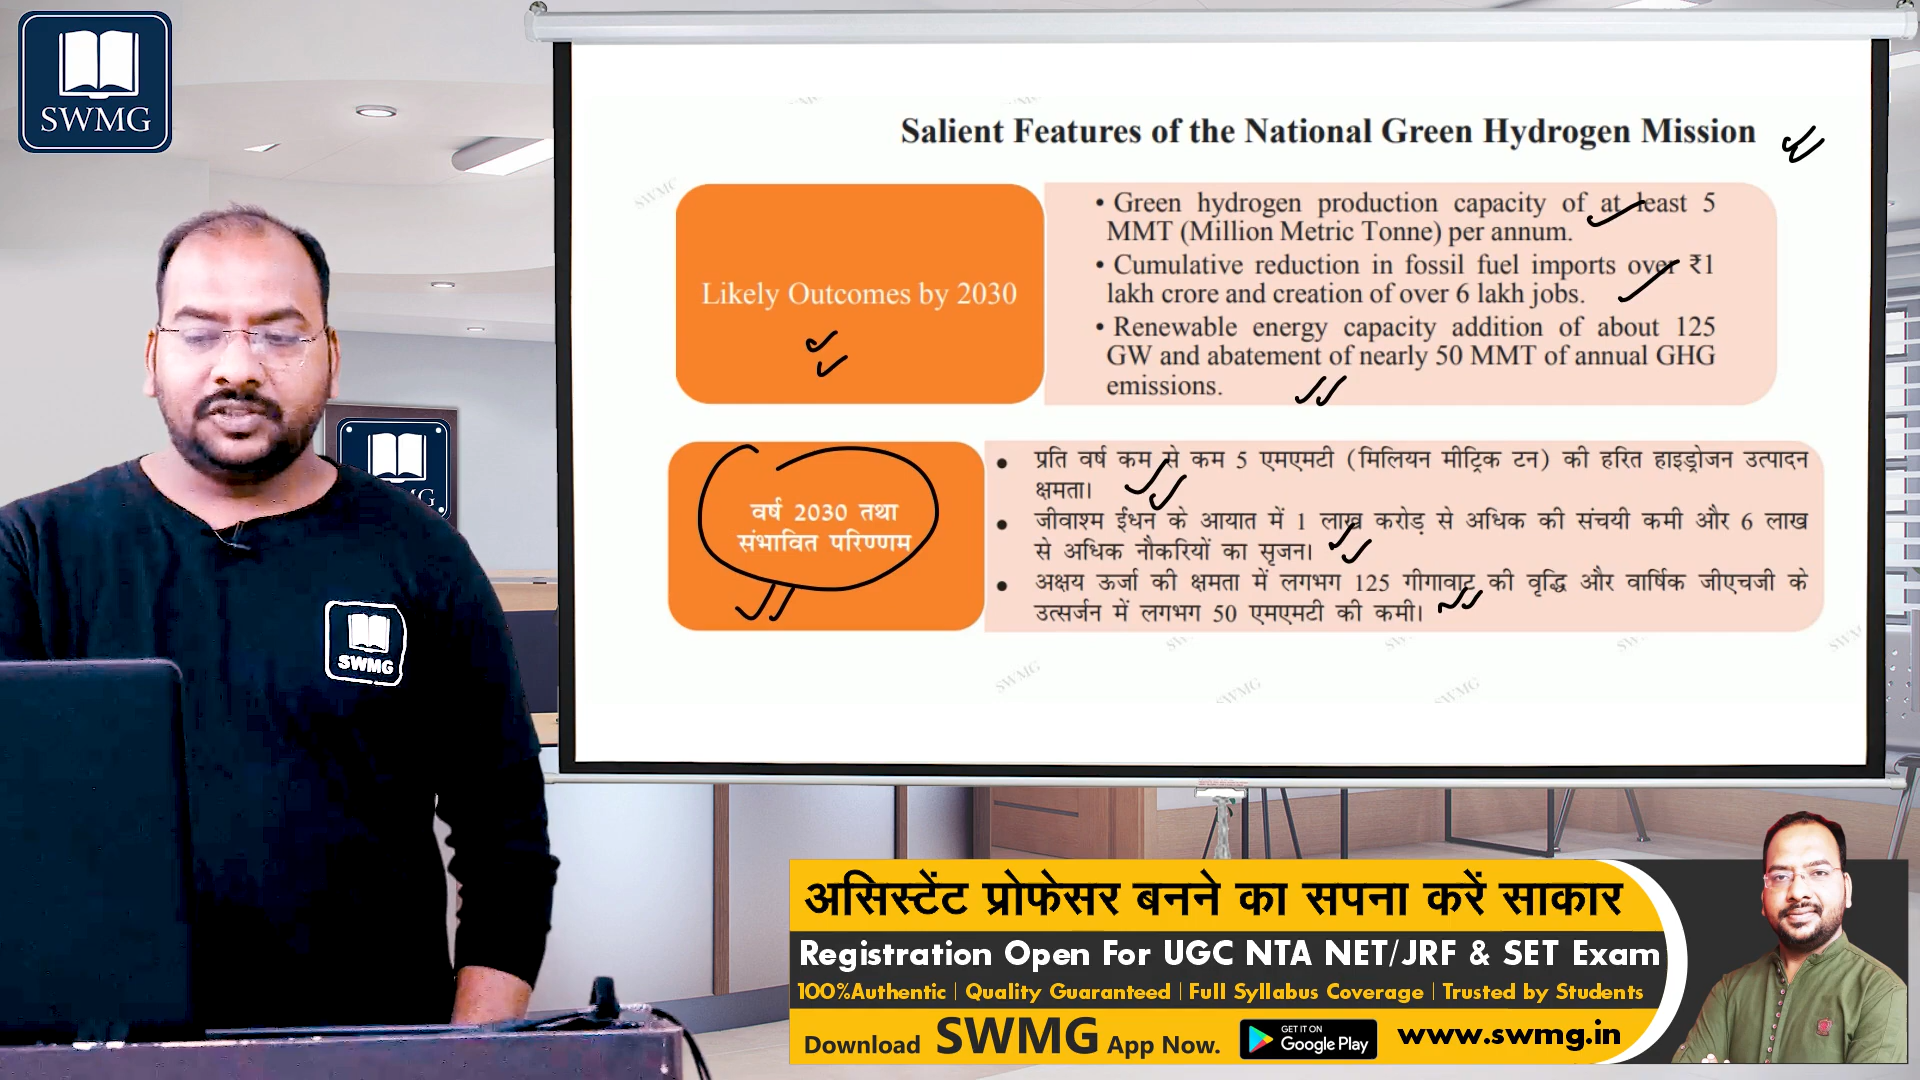 SWMG
Salient Features of the National Green Hydrogen Mission
Likely Outcomes by 2030
• Green hydrogen production capacity of at least 5
MMT (Million Metric Tonne) per annum.
• Cumulative reduction in fossil fuel imports over ₹1
lakh crore and creation of over 6 lakh jobs.
• Renewable energy capacity addition of about 125
GW and abatement of nearly 50 MMT of annual GHG
emissions.
वर्ष 2030 तथा
संभावित परिण्णम
• प्रति वर्ष कम से कम 5 एमएमटी (मिलियन मीट्रिक टन) की हरित हाइड्रोजन उत्पादन
क्षमता।
• जीवाश्म ईंधन के आयात में 1 लाख करोड़ से अधिक की संचयी कमी और 6 लाख
से अधिक नौकरियों का सृजन।
• अक्षय ऊर्जा की क्षमता में लगभग 125 गीगावाट की वृद्धि और वार्षिक जीएचजी के
उत्सर्जन में लगभग 50 एमएमटी की कमी।
SWMG
SWMG
SWMG
SWMG
SWMG
असिस्टेंट प्रोफेसर बनने का सपना करें साकार
Registration Open For UGC NTA NET/JRF & SET Exam
100%Authentic | Quality Guaranteed | Full Syllabus Coverage | Trusted by Students
Download SWMG App Now. GET IT ON Google Play www.swmg.in